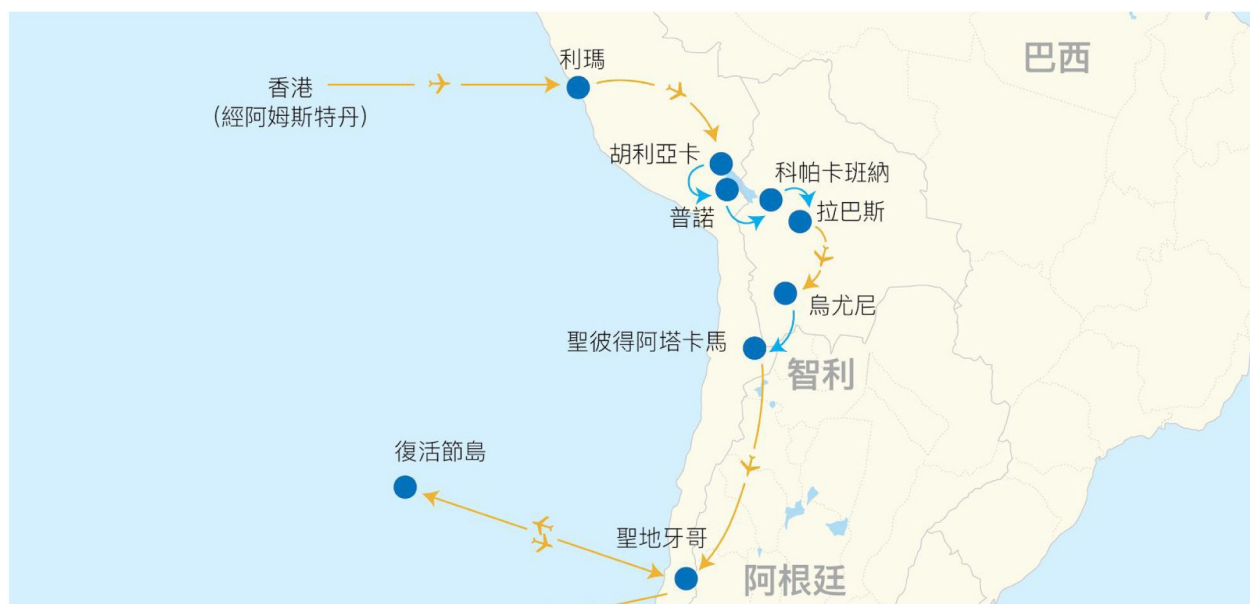 巴西
利瑪
香港
(經阿姆斯特丹)
胡利亞卡
科帕卡班納
普諾
拉巴斯
烏尤尼
聖彼得阿塔卡馬
智利
復活節島
聖地牙哥
阿根廷